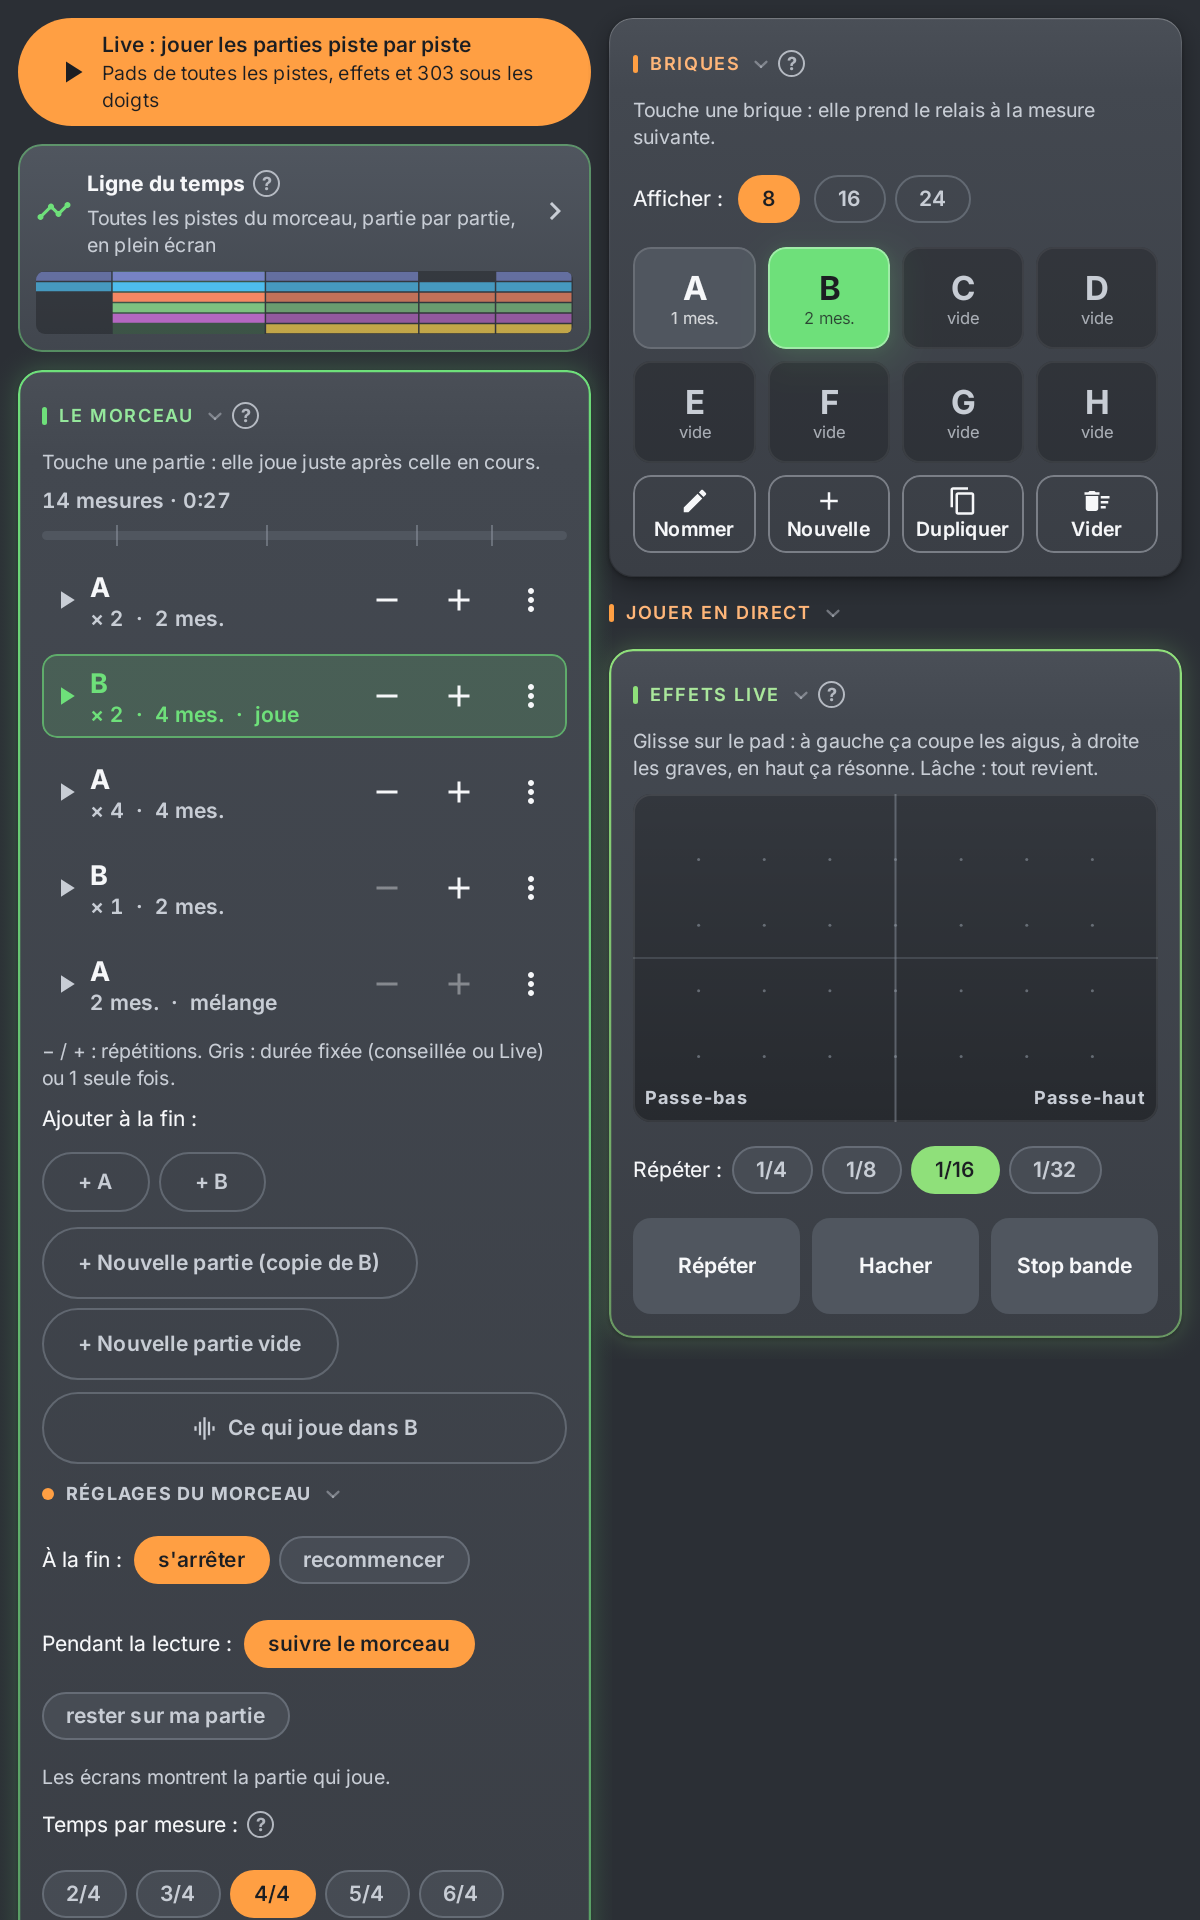 Live : jouer les parties piste par piste
Pads de toutes les pistes, effets et 303 sous les
doigts
Ligne du temps ?
Toutes les pistes du morceau, partie par partie,
en plein écran
LE MORCEAU ?
Touche une partie : elle joue juste après celle en cours.
14 mesures · 0:27
A
× 2 · 2 mes.
B
× 2 · 4 mes. · joue
A
× 4 · 4 mes.
B
× 1 · 2 mes.
A
2 mes. · mélange
− / + : répétitions. Gris : durée fixée (conseillée ou Live)
ou 1 seule fois.
Ajouter à la fin :
+ A + B
+ Nouvelle partie (copie de B)
+ Nouvelle partie vide
Ce qui joue dans B
RÉGLAGES DU MORCEAU
À la fin : s'arrêter recommencer
Pendant la lecture : suivre le morceau
rester sur ma partie
Les écrans montrent la partie qui joue.
Temps par mesure : ?
2/4 3/4 4/4 5/4 6/4
BRIQUES ?
Touche une brique : elle prend le relais à la mesure
suivante.
Afficher : 8 16 24
A B C D
1 mes. 2 mes. vide vide
E F G H
vide vide vide vide
Nommer Nouvelle Dupliquer Vider
JOUER EN DIRECT
EFFETS LIVE ?
Glisse sur le pad : à gauche ça coupe les aigus, à droite
les graves, en haut ça résonne. Lâche : tout revient.
Passe-bas Passe-haut
Répéter : 1/4 1/8 1/16 1/32
Répéter Hacher Stop bande